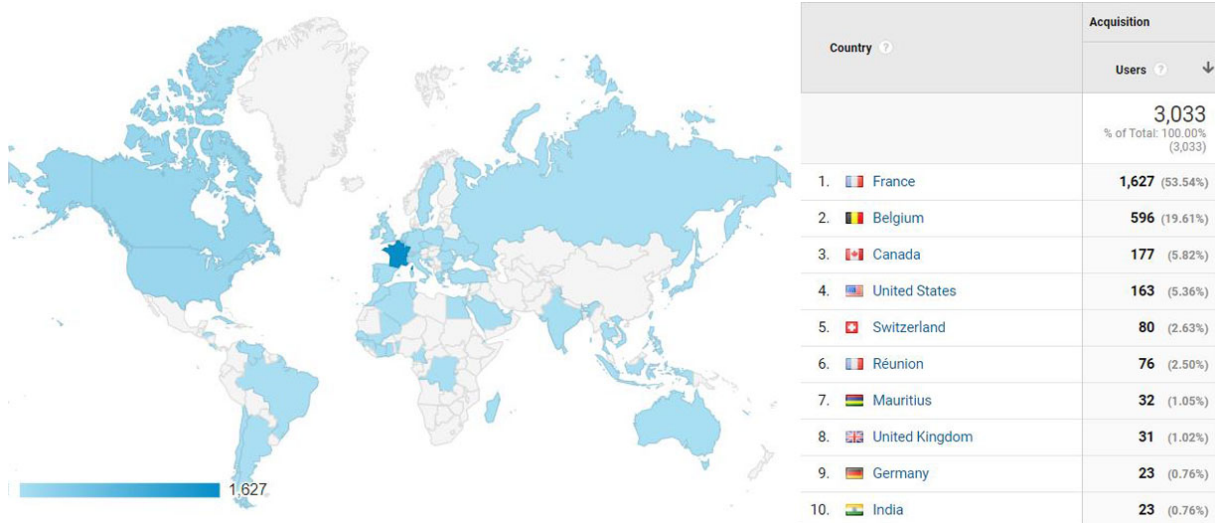 Country ?
Acquisition
Users ?
3,033
% of Total: 100.00%
(3,033)
1. France 1,627 (53.54%)
2. Belgium 596 (19.61%)
3. Canada 177 (5.82%)
4. United States 163 (5.36%)
5. Switzerland 80 (2.63%)
6. Réunion 76 (2.50%)
7. Mauritius 32 (1.05%)
8. United Kingdom 31 (1.02%)
9. Germany 23 (0.76%)
10. India 23 (0.76%)
1,627